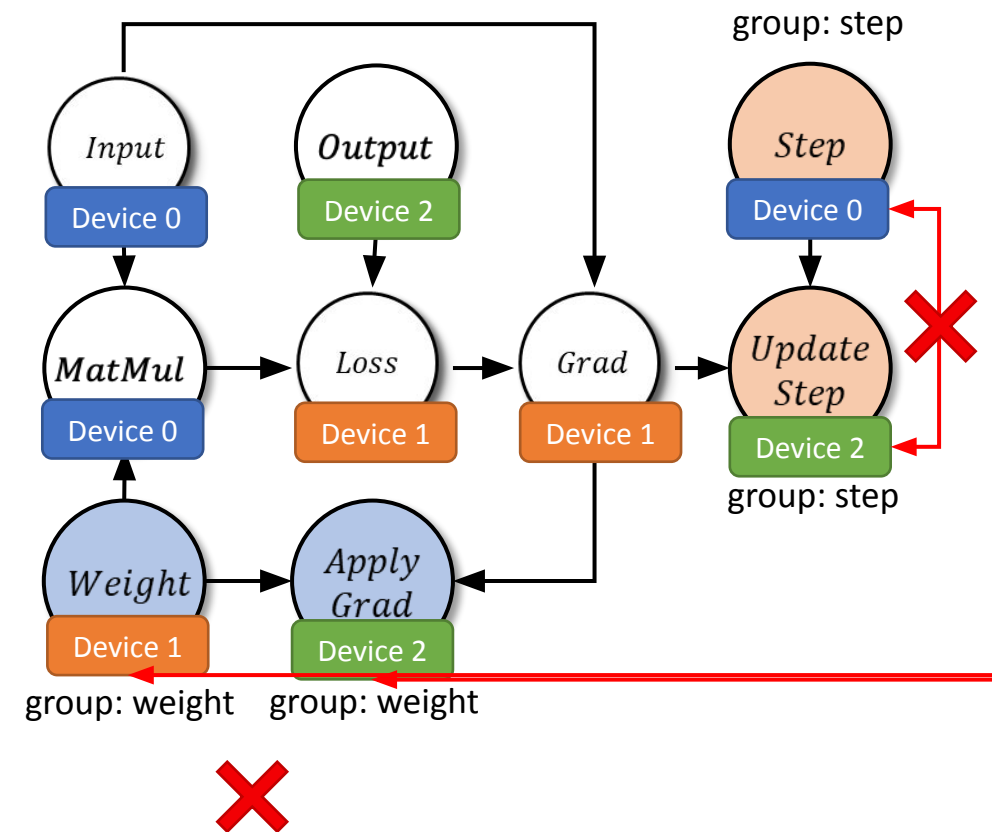 group: step
Input
Output
Step
Device 0
Device 2
Device 0
MatMul
Loss
Grad
Update
Step
Device 0
Device 1
Device 1
Device 2
group: step
Weight
Apply
Grad
Device 1
Device 2
group: weight
group: weight